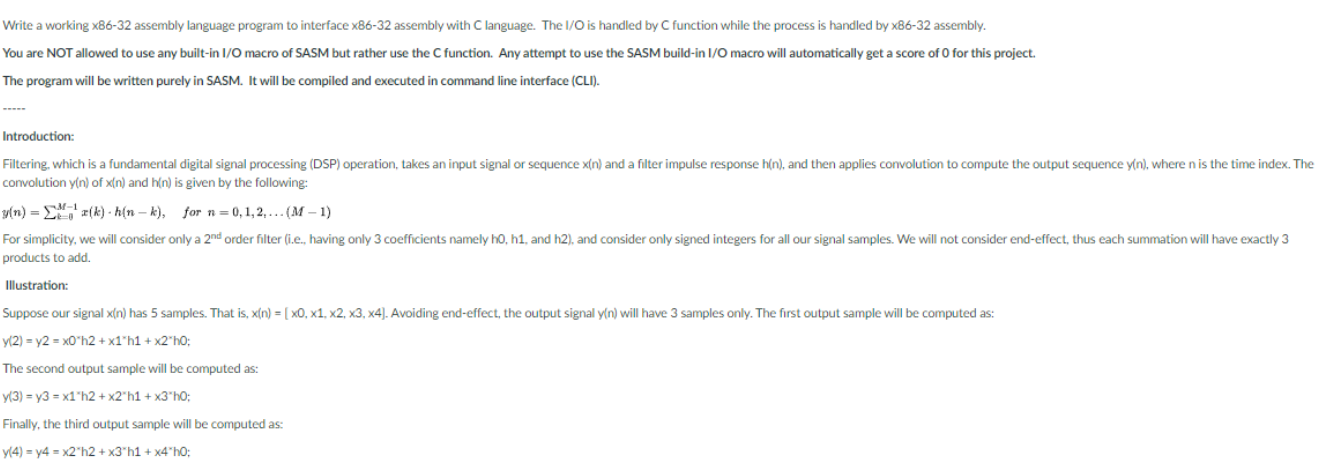 Write a working x86-32 assembly language program to interface x86-32 assembly with C language. The I/O is handled by C function while the process is handled by x86-32 assembly.
You are NOT allowed to use any built-in I/O macro of SASM but rather use the C function. Any attempt to use the SASM build-in I/O macro will automatically get a score of 0 for this project.
The program will be written purely in SASM. It will be compiled and executed in command line interface (CLI).
-----
Introduction:
Filtering, which is a fundamental digital signal processing (DSP) operation, takes an input signal or sequence x(n) and a filter impulse response h(n), and then applies convolution to compute the output sequence y(n), where n is the time index. The
convolution y(n) of x(n) and h(n) is given by the following:
y(n) = ∑_{k=0}^{M−1} x(k) · h(n − k), for n = 0, 1, 2, . . . (M − 1)
For simplicity, we will consider only a 2nd order filter (i.e., having only 3 coefficients namely h0, h1, and h2), and consider only signed integers for all our signal samples. We will not consider end-effect, thus each summation will have exactly 3
products to add.
Illustration:
Suppose our signal x(n) has 5 samples. That is, x(n) = [ x0, x1, x2, x3, x4]. Avoiding end-effect, the output signal y(n) will have 3 samples only. The first output sample will be computed as:
y(2) = y2 = x0*h2 + x1*h1 + x2*h0;
The second output sample will be computed as:
y(3) = y3 = x1*h2 + x2*h1 + x3*h0;
Finally, the third output sample will be computed as:
y(4) = y4 = x2*h2 + x3*h1 + x4*h0;